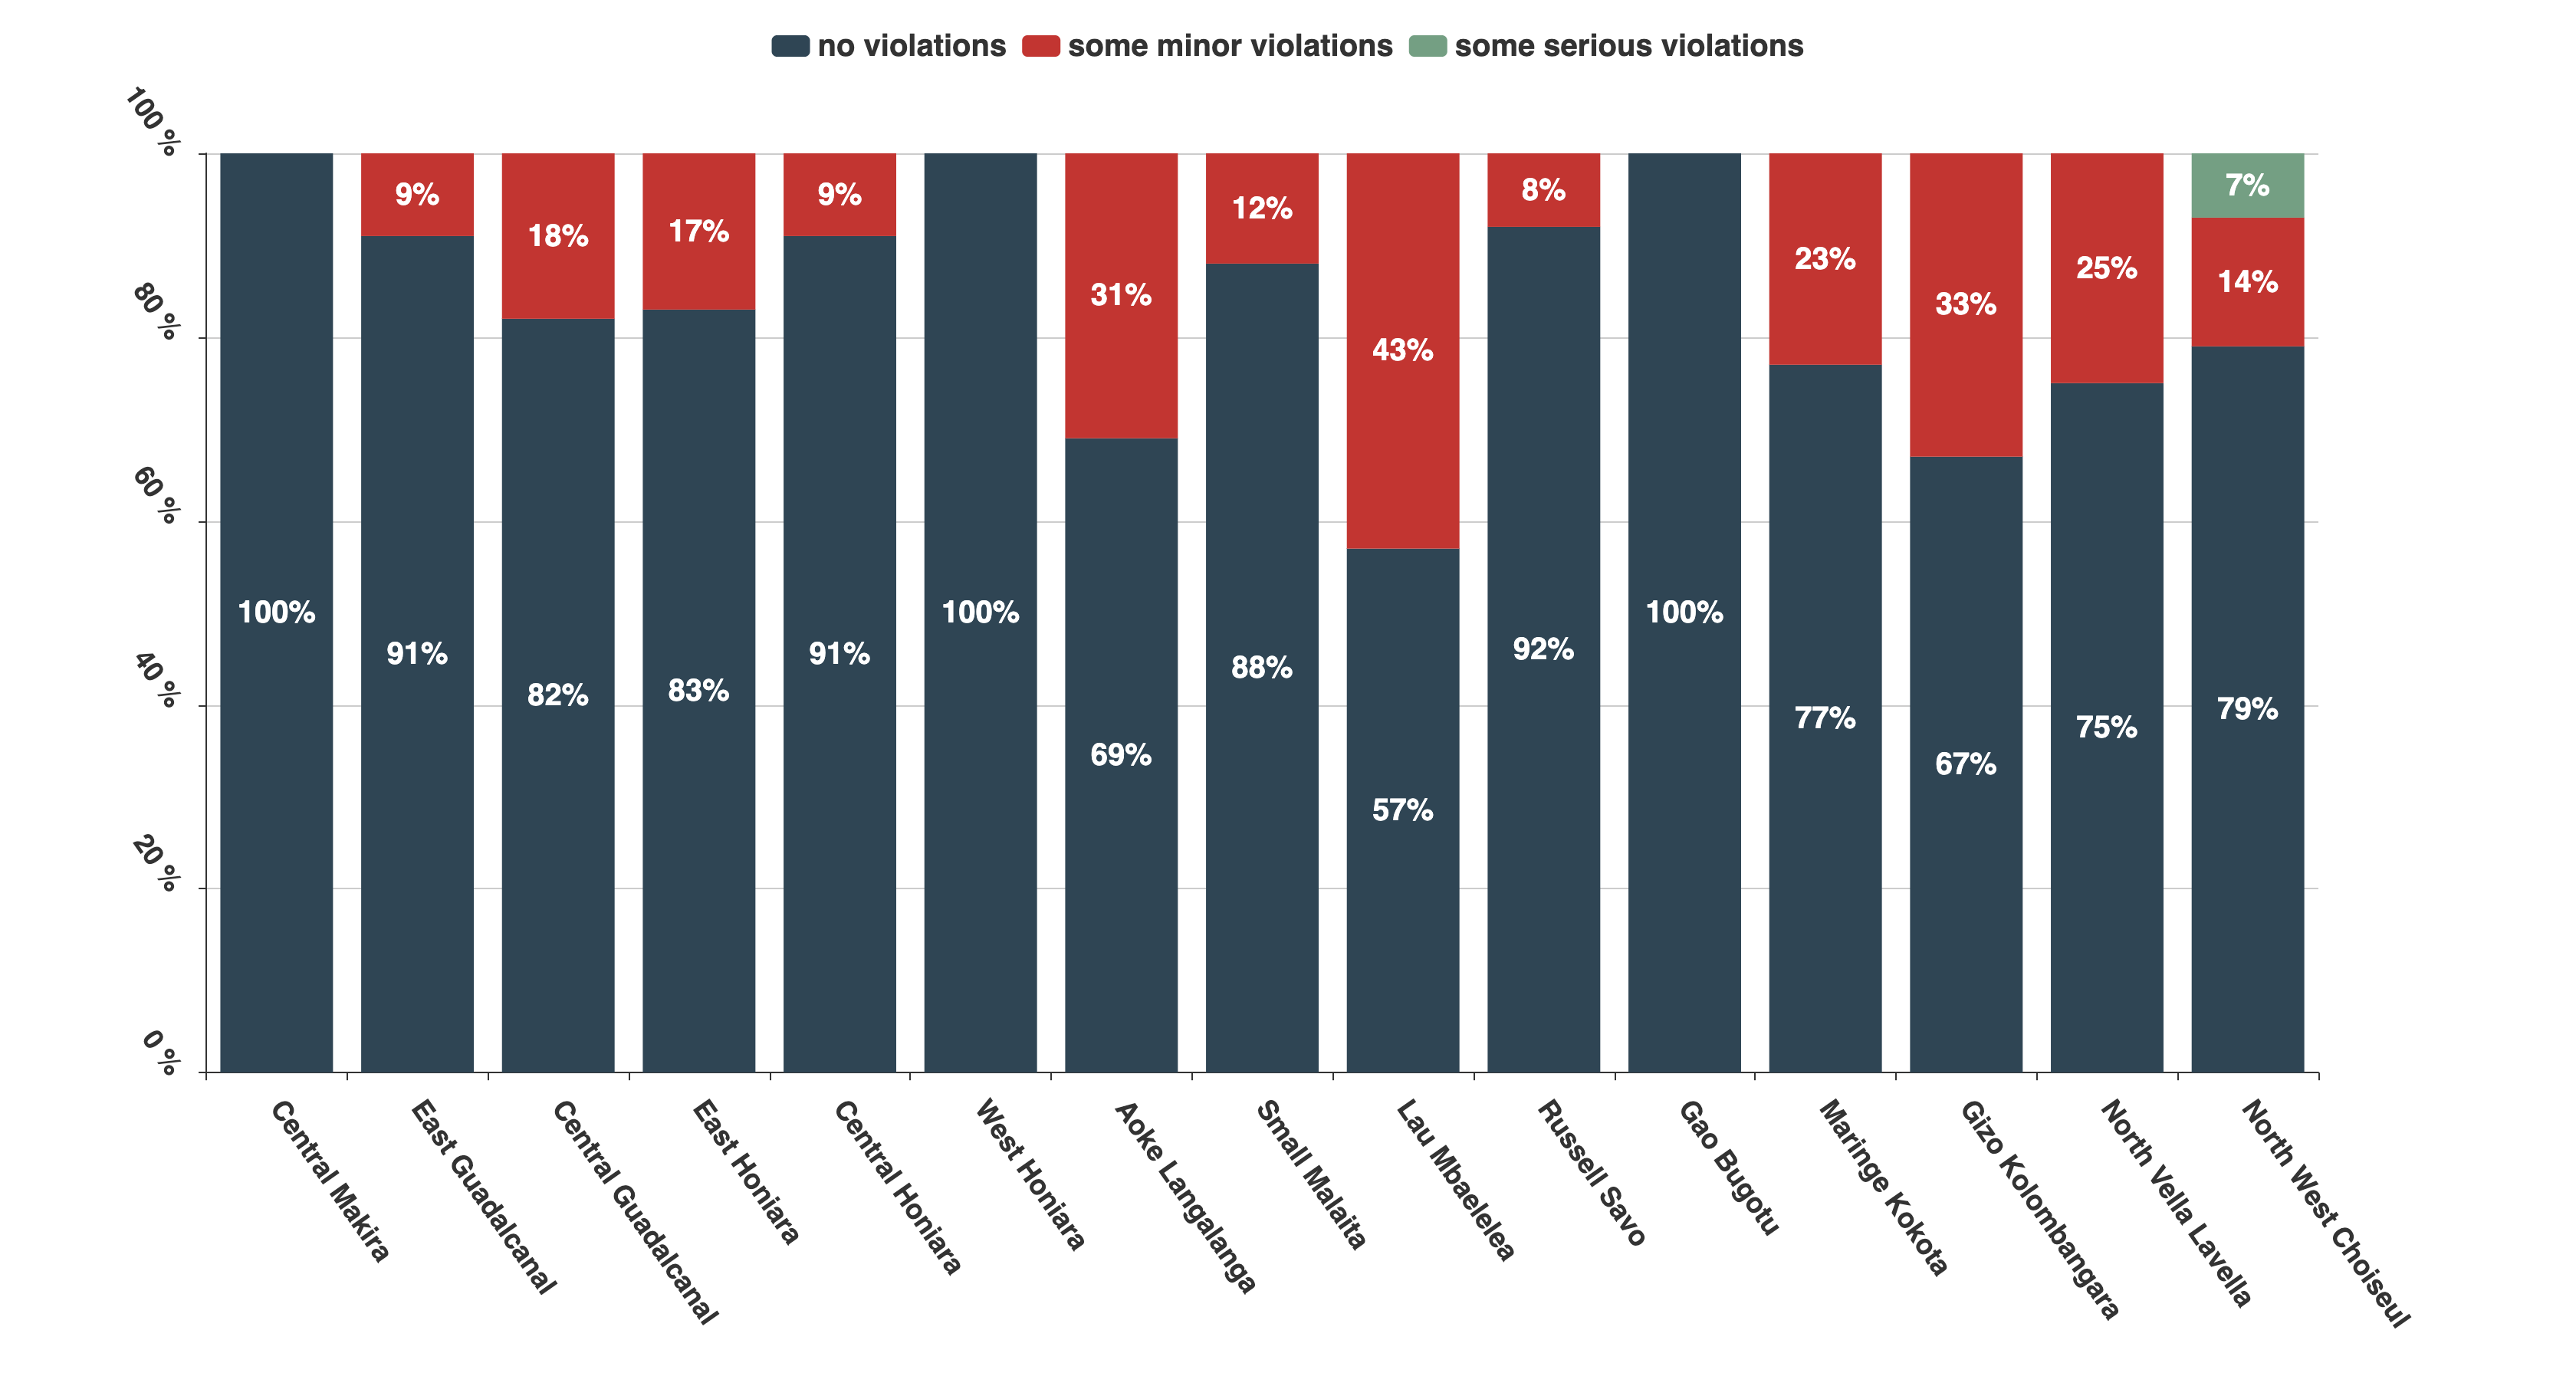 no violations some minor violations some serious violations
100 %
80 %
60 %
40 %
20 %
0 %
9% 18% 17% 9% 31% 12% 43% 8% 23% 33% 25% 7%
14%
100% 91% 82% 83% 91% 100% 69% 88% 57% 92% 100% 77% 67% 75% 79%
Central Makira
East Guadalcanal
Central Guadalcanal
East Honiara
Central Honiara
West Honiara
Aoke Langalanga
Small Malaita
Lau Mbaelelea
Russell Savo
Gao Bugotu
Maringe Kokota
Gizo Kolombangara
North Vella Lavella
North West Choiseul